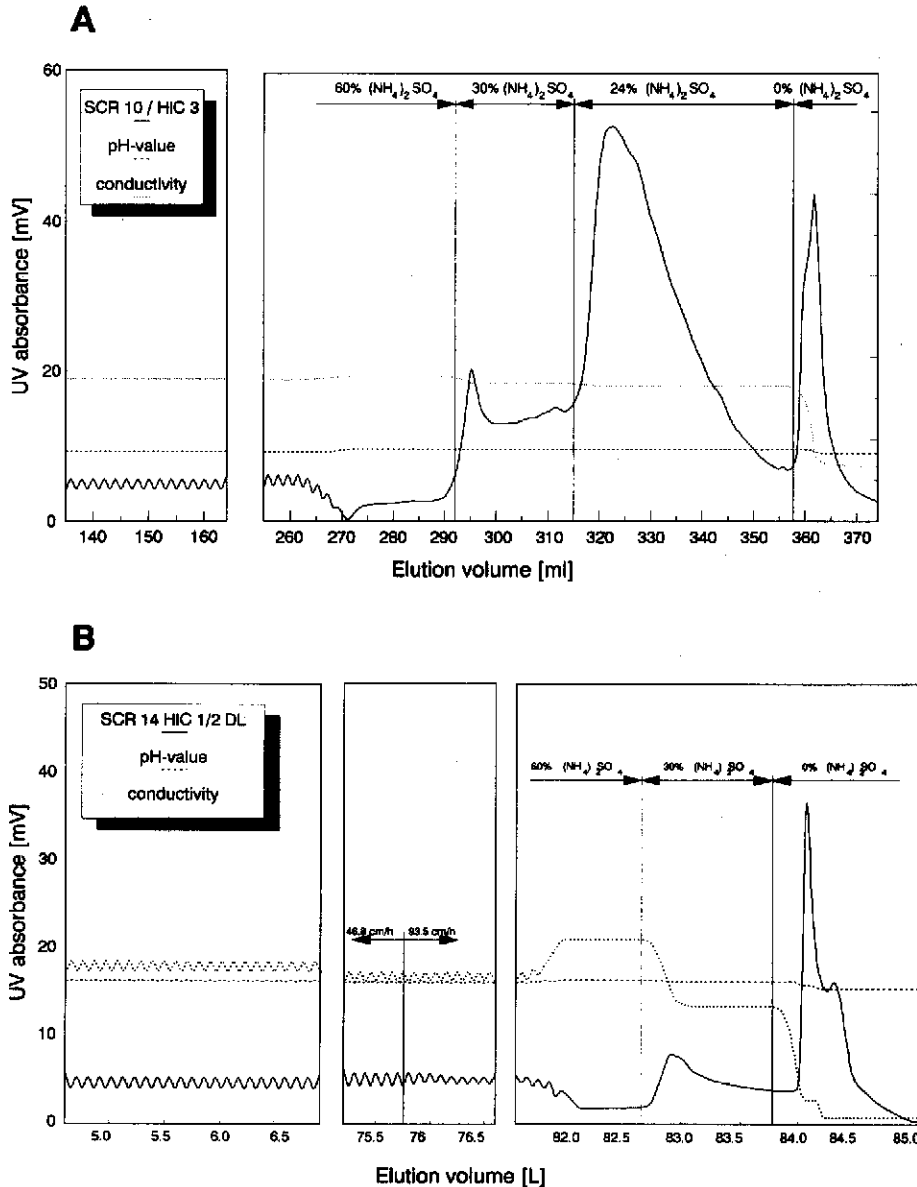 A
60
40
20
0
UV absorbance [mV]
SCR 10 / HIC 3
pH-value
conductivity
60% (NH4)2SO4
30% (NH4)2SO4
24% (NH4)2SO4
0% (NH4)2SO4
140 150 160 260 270 280 290 300 310 320 330 340 350 360 370
Elution volume [ml]
B
50
40
30
20
10
0
UV absorbance [mV]
SCR 14 HIC 1/2 DL
pH-value
conductivity
46.8 cm/h
93.5 cm/h
60% (NH4)2SO4
30% (NH4)2SO4
0% (NH4)2SO4
5.0 5.5 6.0 6.5 75.5 76 76.5 82.0 82.5 83.0 83.5 84.0 84.5 85.0
Elution volume [L]